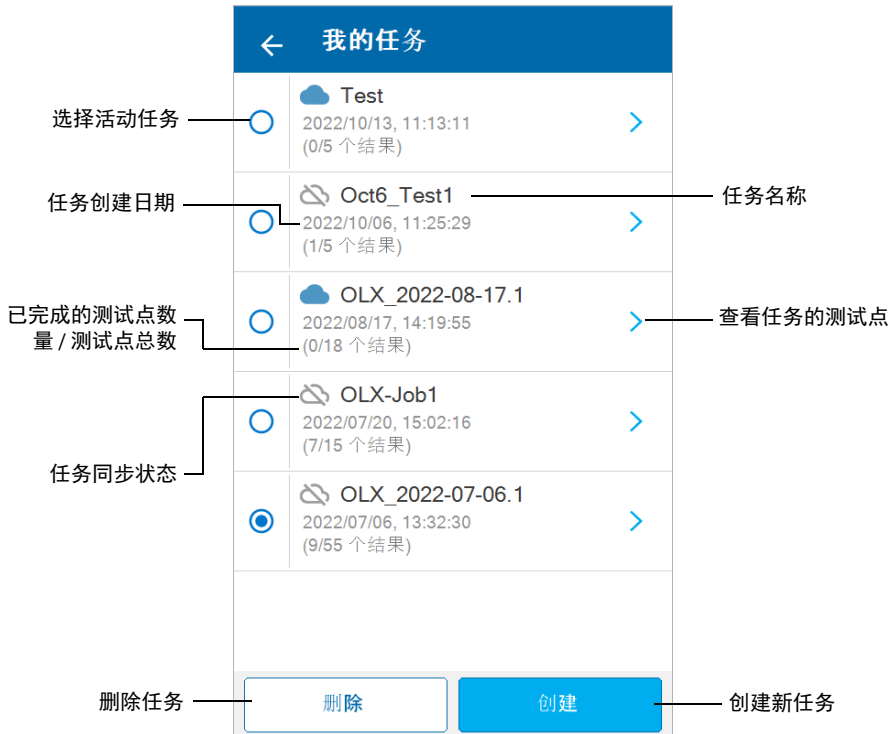 我的任务
Test
选择活动任务
2022/10/13, 11:13:11
(0/5 个结果)
Oct6_Test1
任务名称
任务创建日期
2022/10/06, 11:25:29
(1/5 个结果)
OLX_2022-08-17.1
已完成的测试点数
量 / 测试点总数
2022/08/17, 14:19:55
查看任务的测试点
(0/18 个结果)
OLX-Job1
2022/07/20, 15:02:16
(7/15 个结果)
任务同步状态
OLX_2022-07-06.1
2022/07/06, 13:32:30
(9/55 个结果)
删除任务
删除
创建
创建新任务